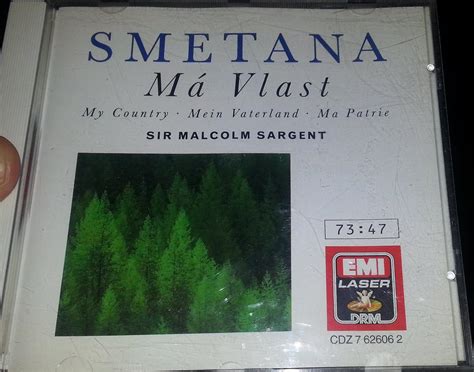 SMETANA
Má Vlast
My Country · Mein Vaterland · Ma Patrie
SIR MALCOLM SARGENT
73:47
EMI
LASER
DRM
CDZ 7 62606 2